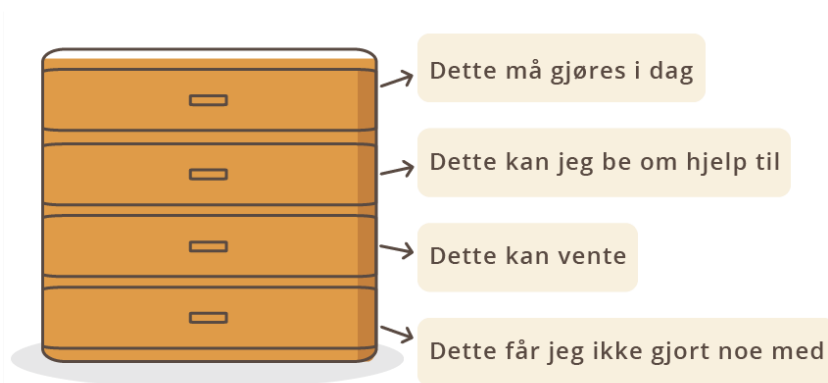 Dette må gjøres i dag
Dette kan jeg be om hjelp til
Dette kan vente
Dette får jeg ikke gjort noe med